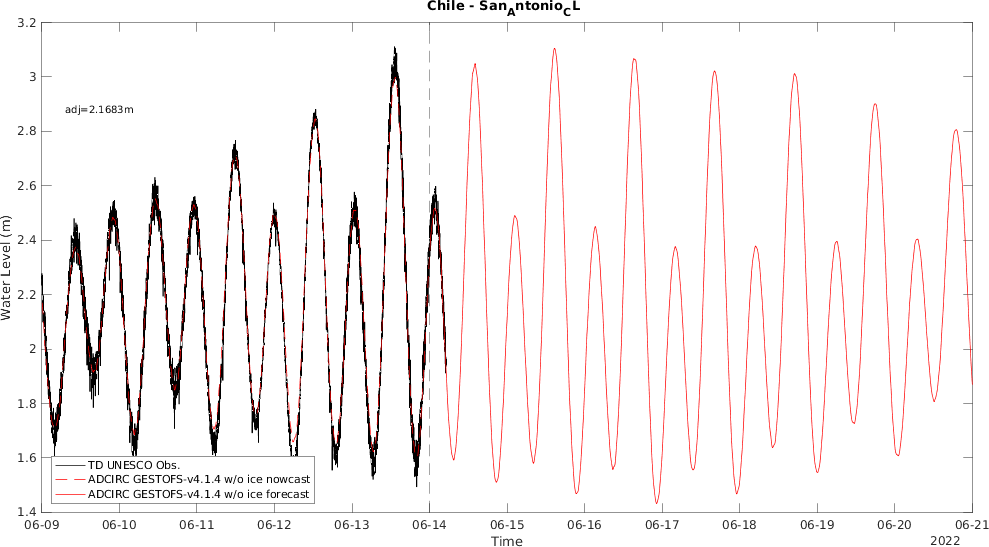 Chile - SanAntonioCL
3.2
3
2.8
2.6
2.4
2.2
2
1.8
1.6
1.4
Water Level (m)
adj=2.1683m
TD UNESCO Obs.
ADCIRC GESTOFS-v4.1.4 w/o ice nowcast
ADCIRC GESTOFS-v4.1.4 w/o ice forecast
06-09 06-10 06-11 06-12 06-13 06-14 06-15 06-16 06-17 06-18 06-19 06-20 06-21
Time
2022